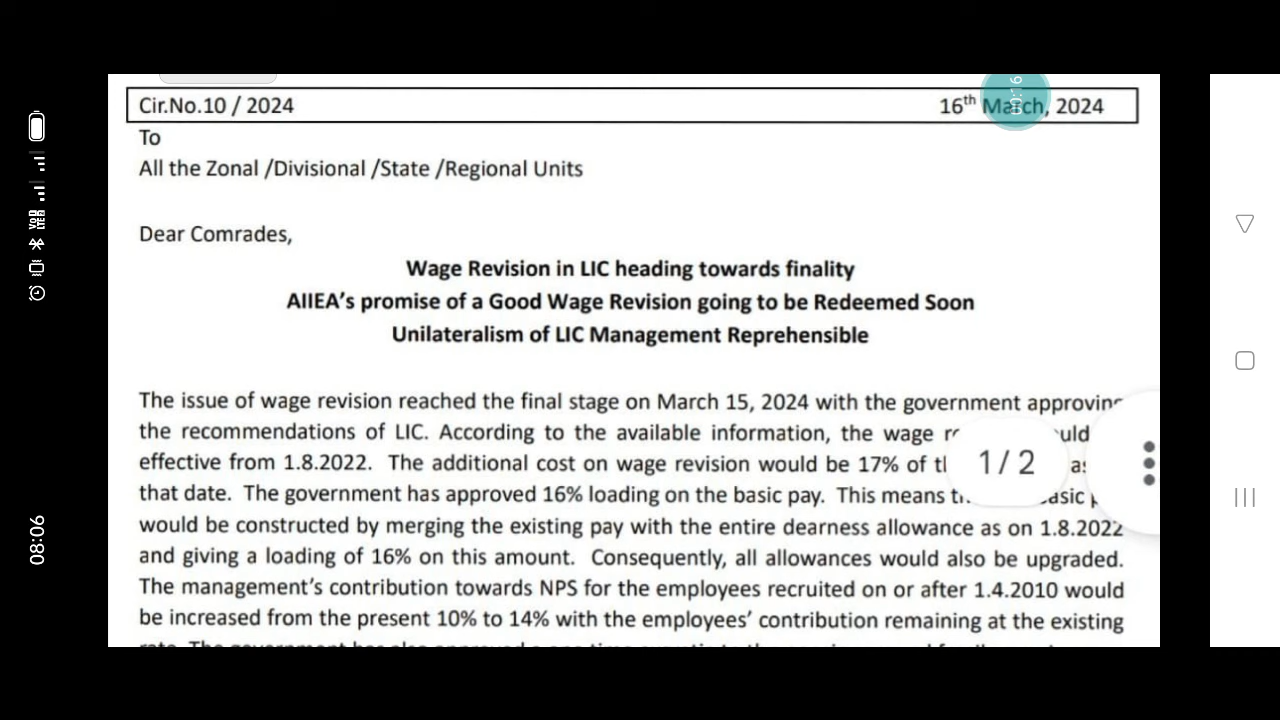 Cir.No.10 / 2024
16th March, 2024
00:16
To
All the Zonal /Divisional /State /Regional Units
Dear Comrades,
Wage Revision in LIC heading towards finality
AIIEA's promise of a Good Wage Revision going to be Redeemed Soon
Unilateralism of LIC Management Reprehensible
The issue of wage revision reached the final stage on March 15, 2024 with the government approving
the recommendations of LIC. According to the available information, the wage
effective from 1.8.2022. The additional cost on wage revision would be 17% of
1 / 2
that date. The government has approved 16% loading on the basic pay. This means
would be constructed by merging the existing pay with the entire dearness allowance as on 1.8.2022
and giving a loading of 16% on this amount. Consequently, all allowances would also be upgraded.
The management's contribution towards NPS for the employees recruited on or after 1.4.2010 would
be increased from the present 10% to 14% with the employees' contribution remaining at the existing
VoD
LTE2
08:06